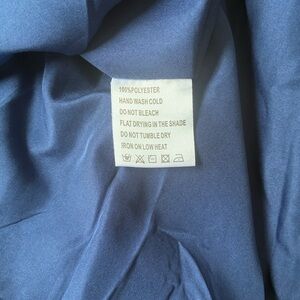 100%POLYESTER
HAND WASH COLD
DO NOT BLEACH
FLAT DRYING IN THE SHADE
DO NOT TUMBLE DRY
IRON ON LOW HEAT